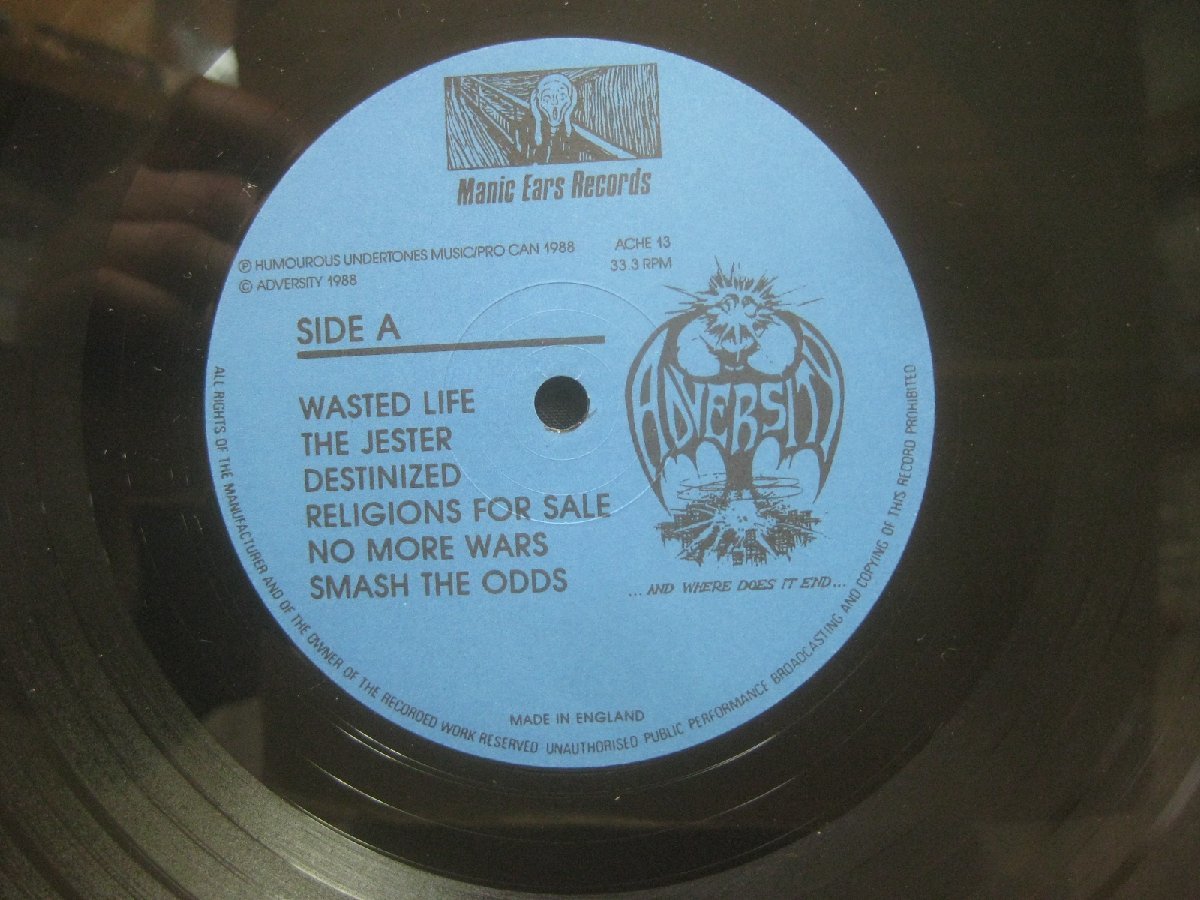 Manic Ears Records
Ⓟ HUMOUROUS UNDERTONES MUSIC/PRO CAN 1988
© ADVERSITY 1988
ACHE 13
33.3 RPM
SIDE A
WASTED LIFE
THE JESTER
DESTINIZED
RELIGIONS FOR SALE
NO MORE WARS
SMASH THE ODDS
ADVERSITY
... AND WHERE DOES IT END...
MADE IN ENGLAND
ALL RIGHTS OF THE MANUFACTURER AND OF THE OWNER OF THE RECORDED WORK RESERVED UNAUTHORISED PUBLIC PERFORMANCE BROADCASTING AND COPYING OF THIS RECORD PROHIBITED